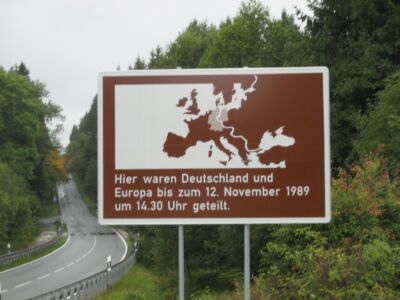 Hier waren Deutschland und
Europa bis zum 12. November 1989
um 14.30 Uhr geteilt.